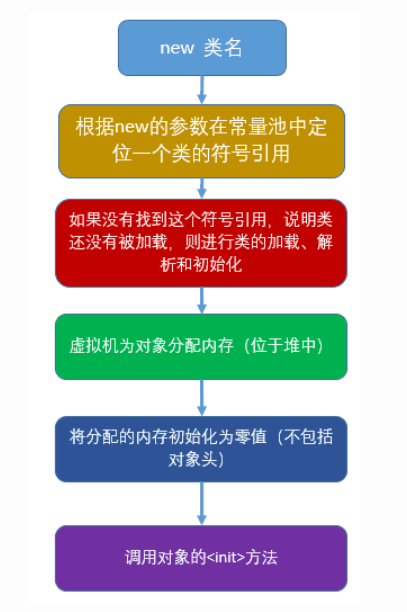 new 类名
根据new的参数在常量池中定
位一个类的符号引用
如果没有找到这个符号引用，说明类
还没有被加载，则进行类的加载、解
析和初始化
虚拟机为对象分配内存（位于堆中）
将分配的内存初始化为零值（不包括
对象头）
调用对象的<init>方法